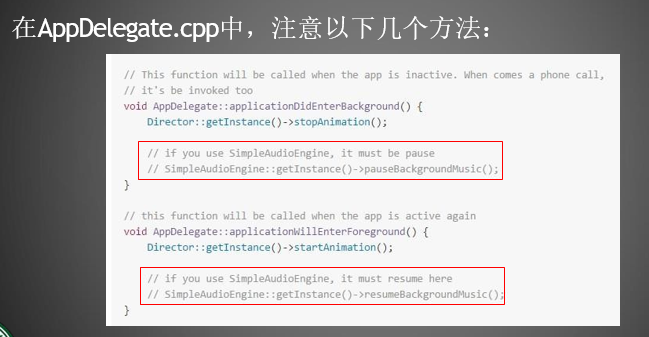 在AppDelegate.cpp中，注意以下几个方法：
// This function will be called when the app is inactive. When comes a phone call,
// it's be invoked too
void AppDelegate::applicationDidEnterBackground() {
    Director::getInstance()->stopAnimation();
    // if you use SimpleAudioEngine, it must be pause
    // SimpleAudioEngine::getInstance()->pauseBackgroundMusic();
}
// this function will be called when the app is active again
void AppDelegate::applicationWillEnterForeground() {
    Director::getInstance()->startAnimation();
    // if you use SimpleAudioEngine, it must resume here
    // SimpleAudioEngine::getInstance()->resumeBackgroundMusic();
}